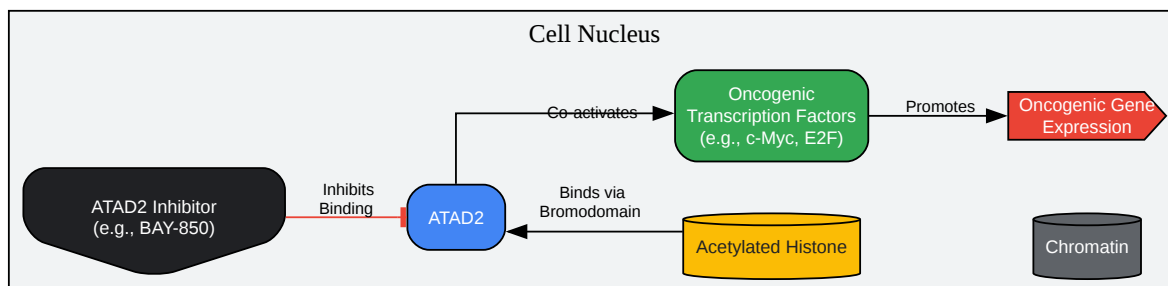 Cell Nucleus
Oncogenic
Transcription Factors
(e.g., c-Myc, E2F)
Co-activates
Promotes
Oncogenic Gene
Expression
ATAD2 Inhibitor
(e.g., BAY-850)
Inhibits
Binding
ATAD2
Binds via
Bromodomain
Acetylated Histone
Chromatin